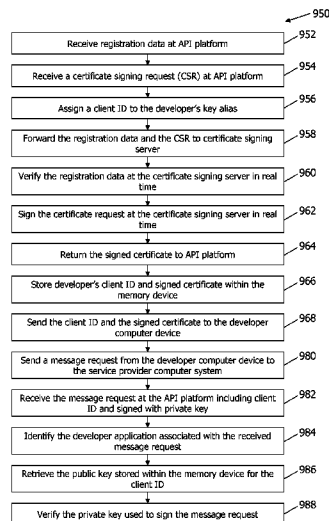 950
Receive registration data at API platform
952
Receive a certificate signing request (CSR) at API platform
954
Assign a client ID to the developer's key alias
956
Forward the registration data and the CSR to certificate signing
server
958
Verify the registration data at the certificate signing server in real
time
960
Sign the certificate request at the certificate signing server in real
time
962
Return the signed certificate to API platform
964
Store developer's client ID and signed certificate within the
memory device
966
Send the client ID and the signed certificate to the developer
computer device
968
Send a message request from the developer computer device to
the service provider computer system
980
Receive the message request at the API platform including client
ID and signed with private key
982
Identify the developer application associated with the received
message request
984
Retrieve the public key stored within the memory device for the
client ID
986
Verify the private key used to sign the message request
988